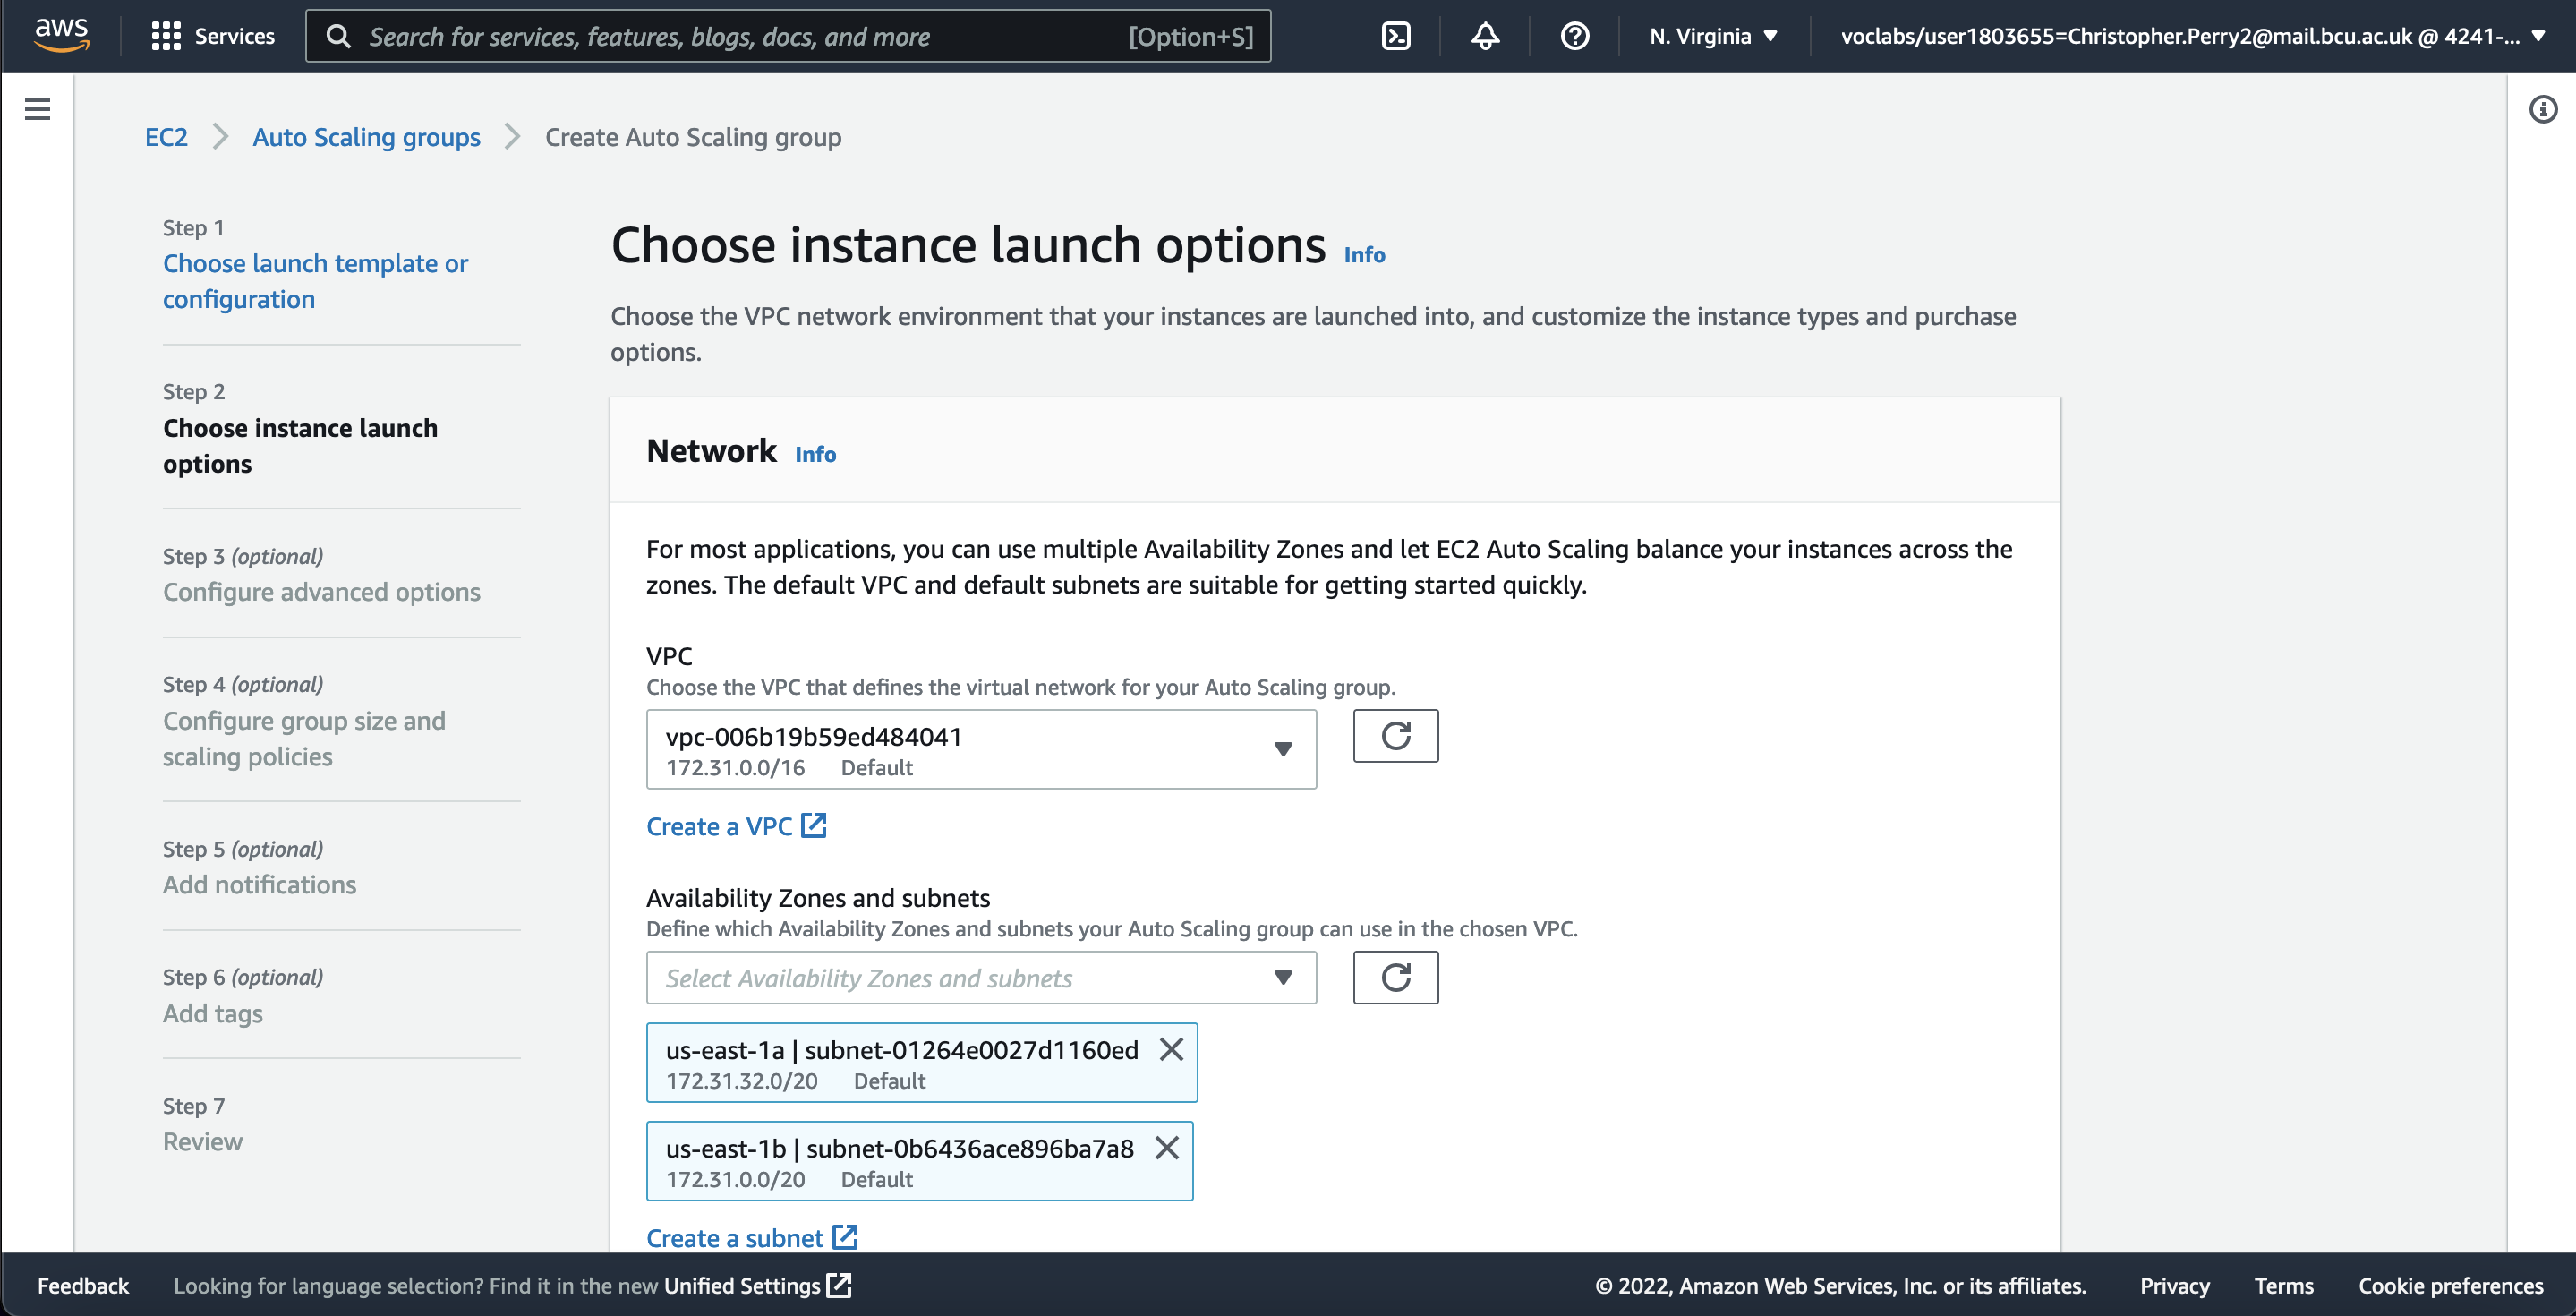 aws
Services
Search for services, features, blogs, docs, and more
[Option+S]
N. Virginia
voclabs/user1803655=Christopher.Perry2@mail.bcu.ac.uk @ 4241-...
EC2
Auto Scaling groups
Create Auto Scaling group
Step 1
Choose launch template or
configuration
Step 2
Choose instance launch
options
Step 3 (optional)
Configure advanced options
Step 4 (optional)
Configure group size and
scaling policies
Step 5 (optional)
Add notifications
Step 6 (optional)
Add tags
Step 7
Review
Choose instance launch options Info
Choose the VPC network environment that your instances are launched into, and customize the instance types and purchase
options.
Network Info
For most applications, you can use multiple Availability Zones and let EC2 Auto Scaling balance your instances across the
zones. The default VPC and default subnets are suitable for getting started quickly.
VPC
Choose the VPC that defines the virtual network for your Auto Scaling group.
vpc-006b19b59ed484041
172.31.0.0/16 Default
Create a VPC
Availability Zones and subnets
Define which Availability Zones and subnets your Auto Scaling group can use in the chosen VPC.
Select Availability Zones and subnets
us-east-1a | subnet-01264e0027d1160ed
172.31.32.0/20 Default
us-east-1b | subnet-0b6436ace896ba7a8
172.31.0.0/20 Default
Create a subnet
Feedback
Looking for language selection? Find it in the new Unified Settings
© 2022, Amazon Web Services, Inc. or its affiliates.
Privacy
Terms
Cookie preferences